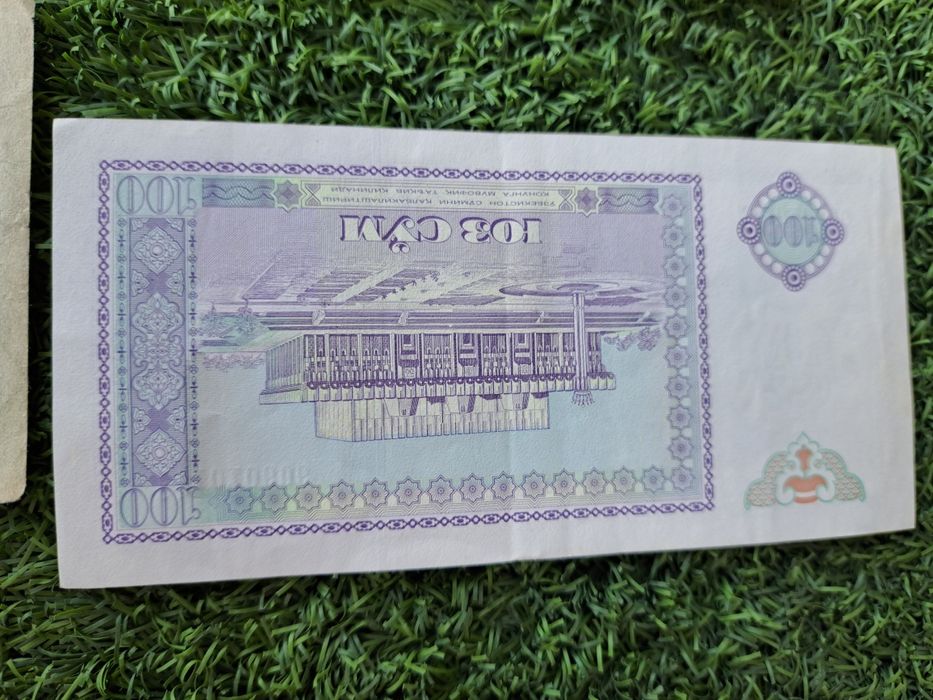 100
100
100
ЮЗ СЎМ
ЎЗБЕКИСТОН СЎМИНИ ҚАЛБАКИЛАШТИРИШ
ҚОНУНГА МУВОФИҚ ТАЪҚИБ ҚИЛИНАДИ